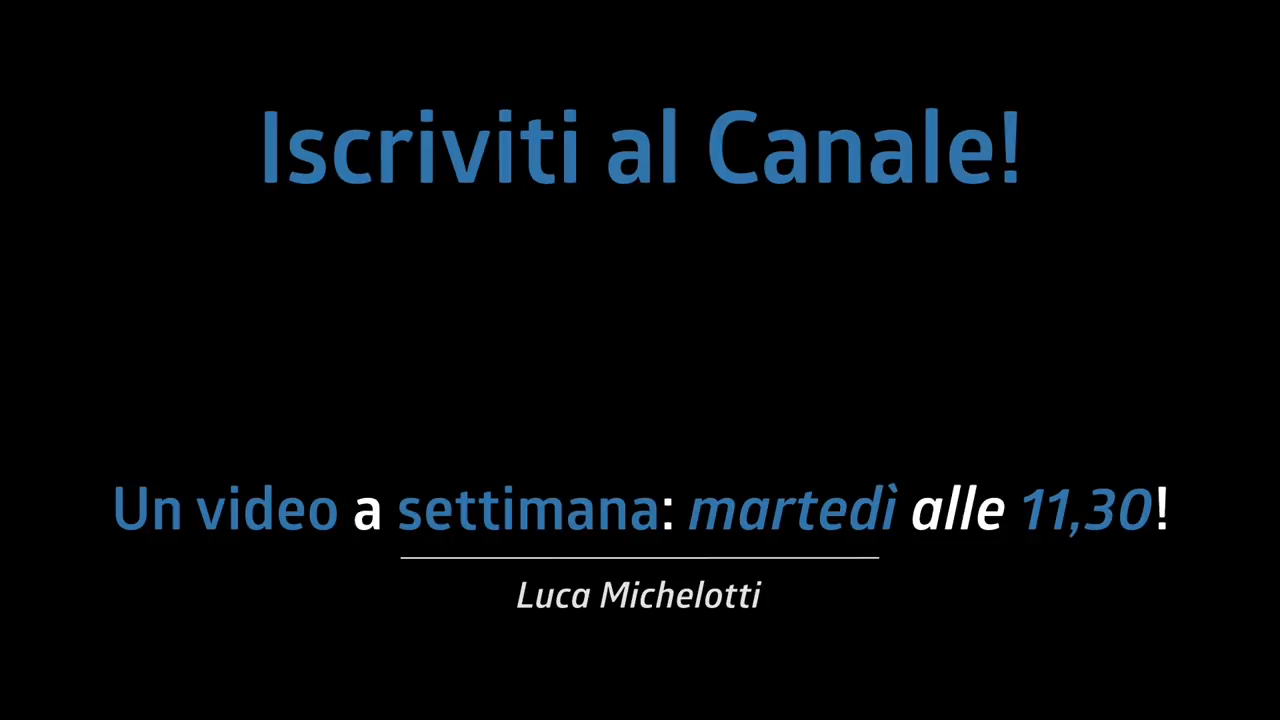 Iscriviti al Canale!
Un video a settimana: martedì alle 11,30!
Luca Michelotti